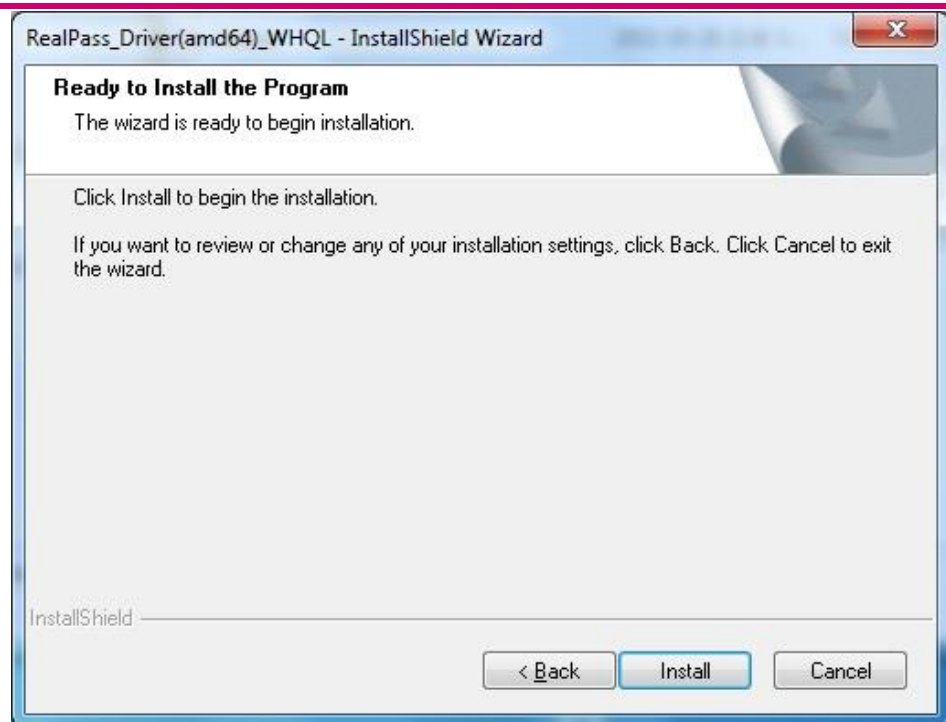 RealPass_Driver(amd64)_WHQL - InstallShield Wizard
Ready to Install the Program
The wizard is ready to begin installation.
Click Install to begin the installation.
If you want to review or change any of your installation settings, click Back. Click Cancel to exit
the wizard.
InstallShield
< Back Install Cancel